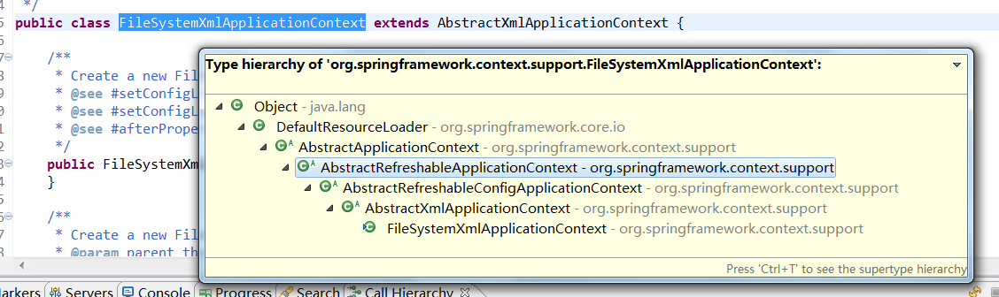 */
public class FileSystemXmlApplicationContext extends AbstractXmlApplicationContext {
/**
Type hierarchy of 'org.springframework.context.support.FileSystemXmlApplicationContext':
* Create a new Fil
* @see #setConfigL
* @see #setConfigL
* @see #afterPrope
*/
public FileSystemXm
}
/**
* Create a new Fil
* @param parent th
Object - java.lang
DefaultResourceLoader - org.springframework.core.io
AbstractApplicationContext - org.springframework.context.support
AbstractRefreshableApplicationContext - org.springframework.context.support
AbstractRefreshableConfigApplicationContext - org.springframework.context.support
AbstractXmlApplicationContext - org.springframework.context.support
FileSystemXmlApplicationContext - org.springframework.context.support
Press 'Ctrl+T' to see the supertype hierarchy
arkers Servers Console Progress Search Call Hierarchy